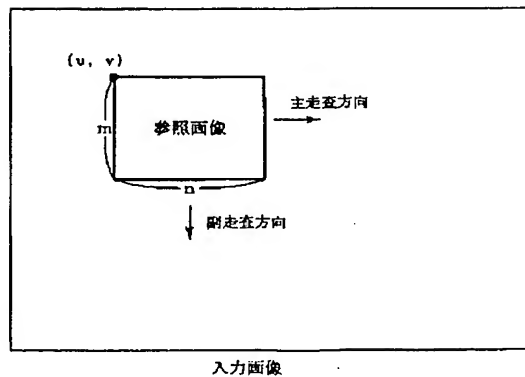 (u, v)
主走査方向
m
参照画像
n
副走査方向
入力画像